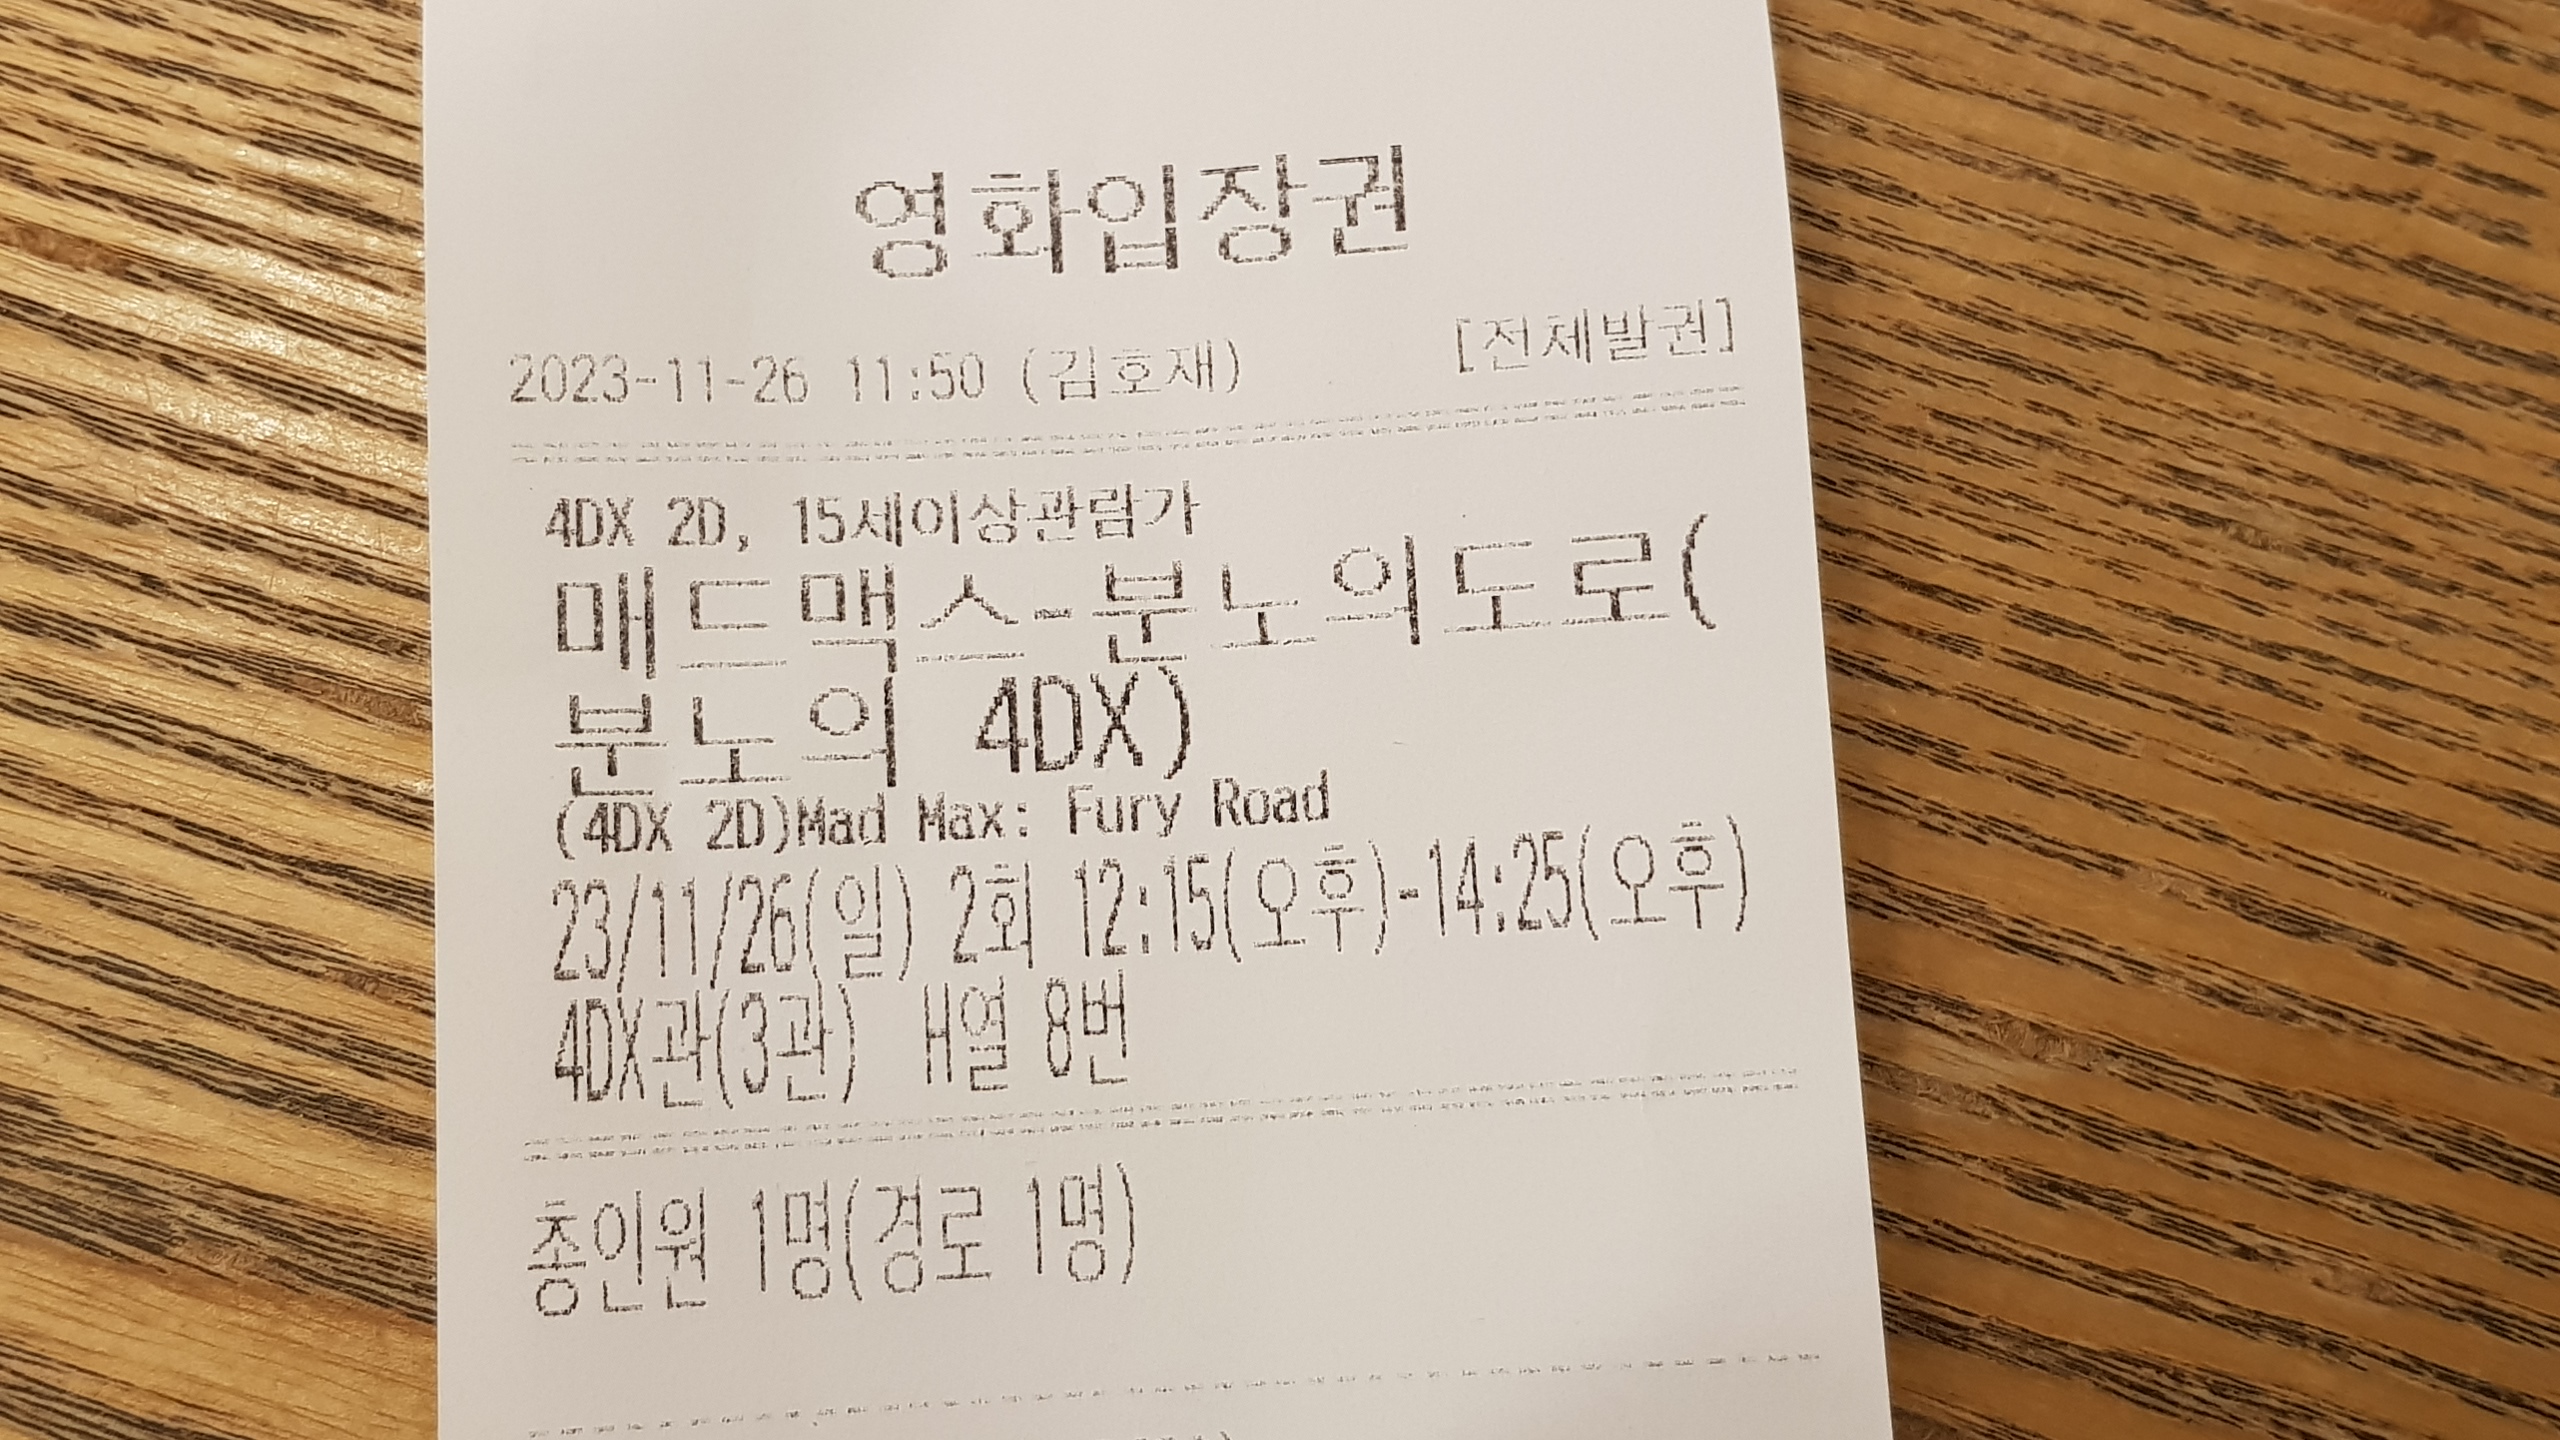 영화입장권
2023-11-26 11:50 (김호재) [전체발권]
4DX 2D, 15세이상관람가
매드맥스-분노의도로(
분노의 4DX)
(4DX 2D)Mad Max: Fury Road
23/11/26(일) 2회 12:15(오후)-14:25(오후)
4DX관(3관) H열 8번
총인원 1명(경로 1명)